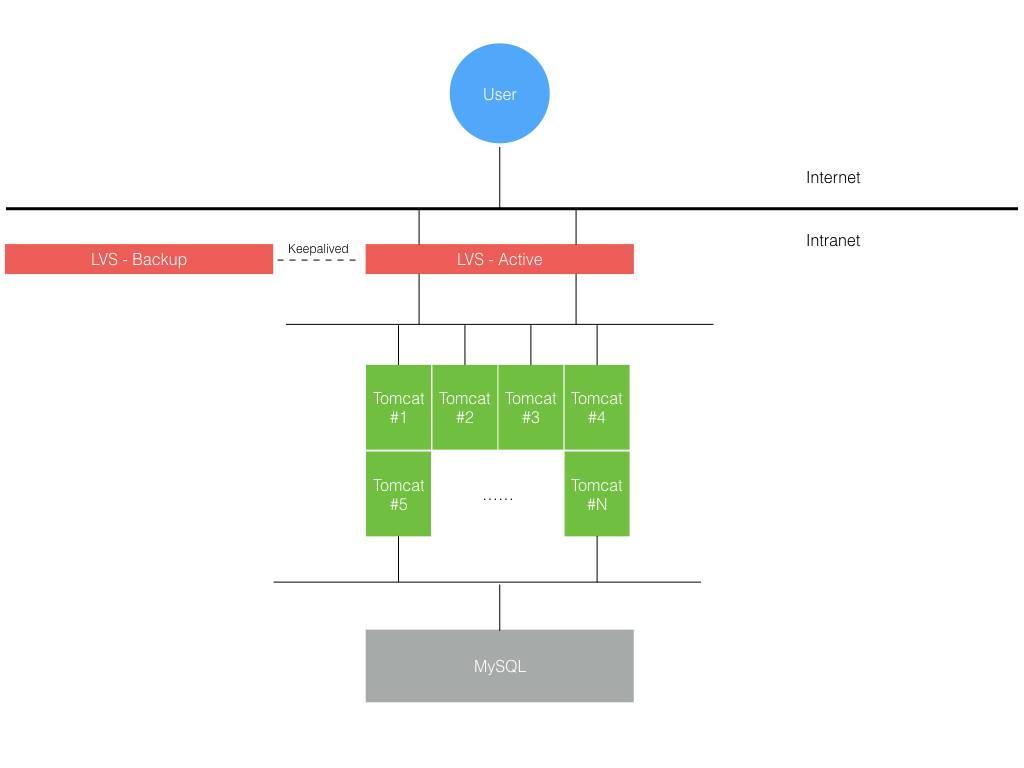 User
Internet
Intranet
LVS - Backup
Keepalived
LVS - Active
Tomcat
#1
Tomcat
#2
Tomcat
#3
Tomcat
#4
Tomcat
#5
......
Tomcat
#N
MySQL